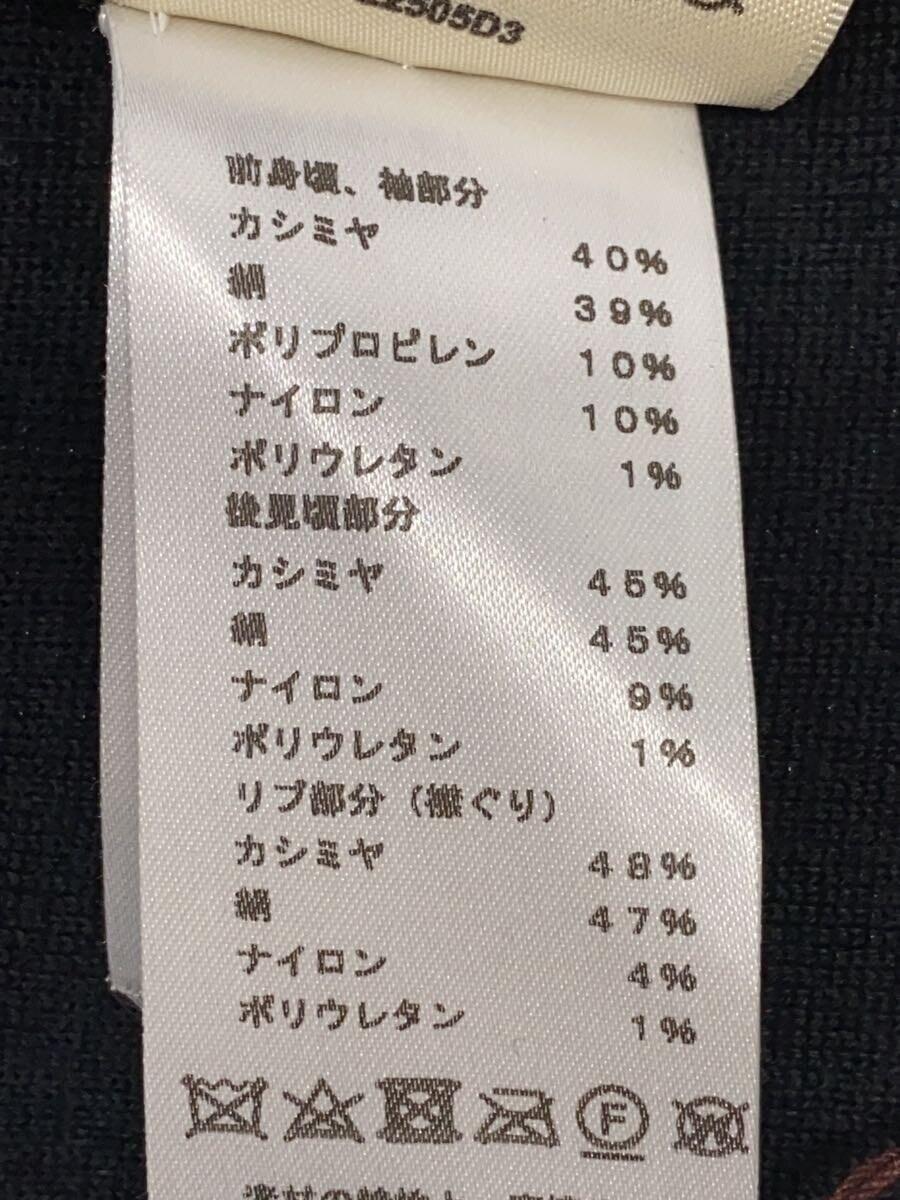 2505D3
前身頃、袖部分
カシミヤ 40%
絹 39%
ポリプロピレン 10%
ナイロン 10%
ポリウレタン 1%
後見頃部分
カシミヤ 45%
絹 45%
ナイロン 9%
ポリウレタン 1%
リブ部分（襟ぐり）
カシミヤ 48%
絹 47%
ナイロン 4%
ポリウレタン 1%
F W